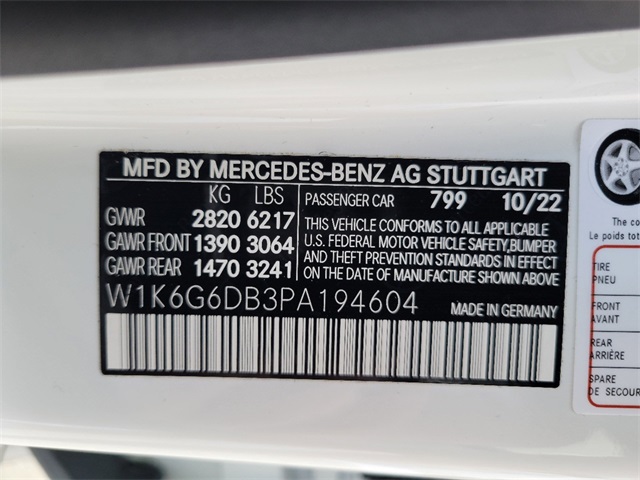 MFD BY MERCEDES-BENZ AG STUTTGART
KG LBS
GVWR 2820 6217
GAWR FRONT 1390 3064
GAWR REAR 1470 3241
PASSENGER CAR 799 10/22
THIS VEHICLE CONFORMS TO ALL APPLICABLE
U.S. FEDERAL MOTOR VEHICLE SAFETY, BUMPER
AND THEFT PREVENTION STANDARDS IN EFFECT
ON THE DATE OF MANUFACTURE SHOWN ABOVE.
W1K6G6DB3PA194604
MADE IN GERMANY
The co
Le poids tot
TIRE
PNEU
FRONT
AVANT
REAR
ARRIÈRE
SPARE
DE SECOUR